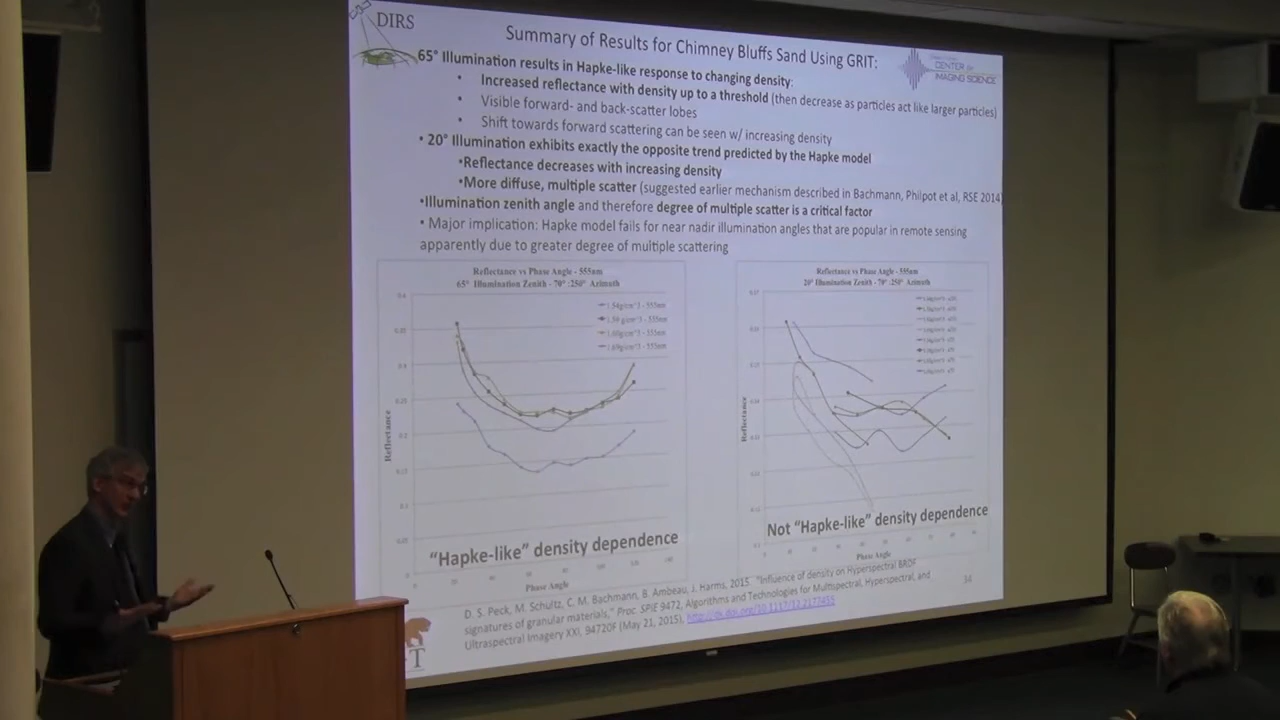 DIRS
Summary of Results for Chimney Bluffs Sand Using GRIT:
CENTER for
IMAGING SCIENCE
65° Illumination results in Hapke-like response to changing density:
• Increased reflectance with density up to a threshold (then decrease as particles act like larger particles)
• Visible forward- and back-scatter lobes
• Shift towards forward scattering can be seen w/ increasing density
• 20° Illumination exhibits exactly the opposite trend predicted by the Hapke model
•Reflectance decreases with increasing density
•More diffuse, multiple scatter (suggested earlier mechanism described in Bachmann, Philpot et al, RSE 2014)
•Illumination zenith angle and therefore degree of multiple scatter is a critical factor
• Major implication: Hapke model fails for near nadir illumination angles that are popular in remote sensing
apparently due to greater degree of multiple scattering
Reflectance vs Phase Angle - 555nm
65° Illumination Zenith - 70° :250° Azimuth
Reflectance
Phase Angle
"Hapke-like" density dependence
Reflectance vs Phase Angle - 555nm
20° Illumination Zenith - 70° :250° Azimuth
Reflectance
Phase Angle
Not "Hapke-like" density dependence
D. S. Peck, M. Schultz, C. M. Bachmann, B. Ambeau, J. Harms, 2015. "Influence of density on Hyperspectral BRDF
signatures of granular materials," Proc. SPIE 9472, Algorithms and Technologies for Multispectral, Hyperspectral, and
Ultraspectral Imagery XXI, 94720F (May 21, 2015),